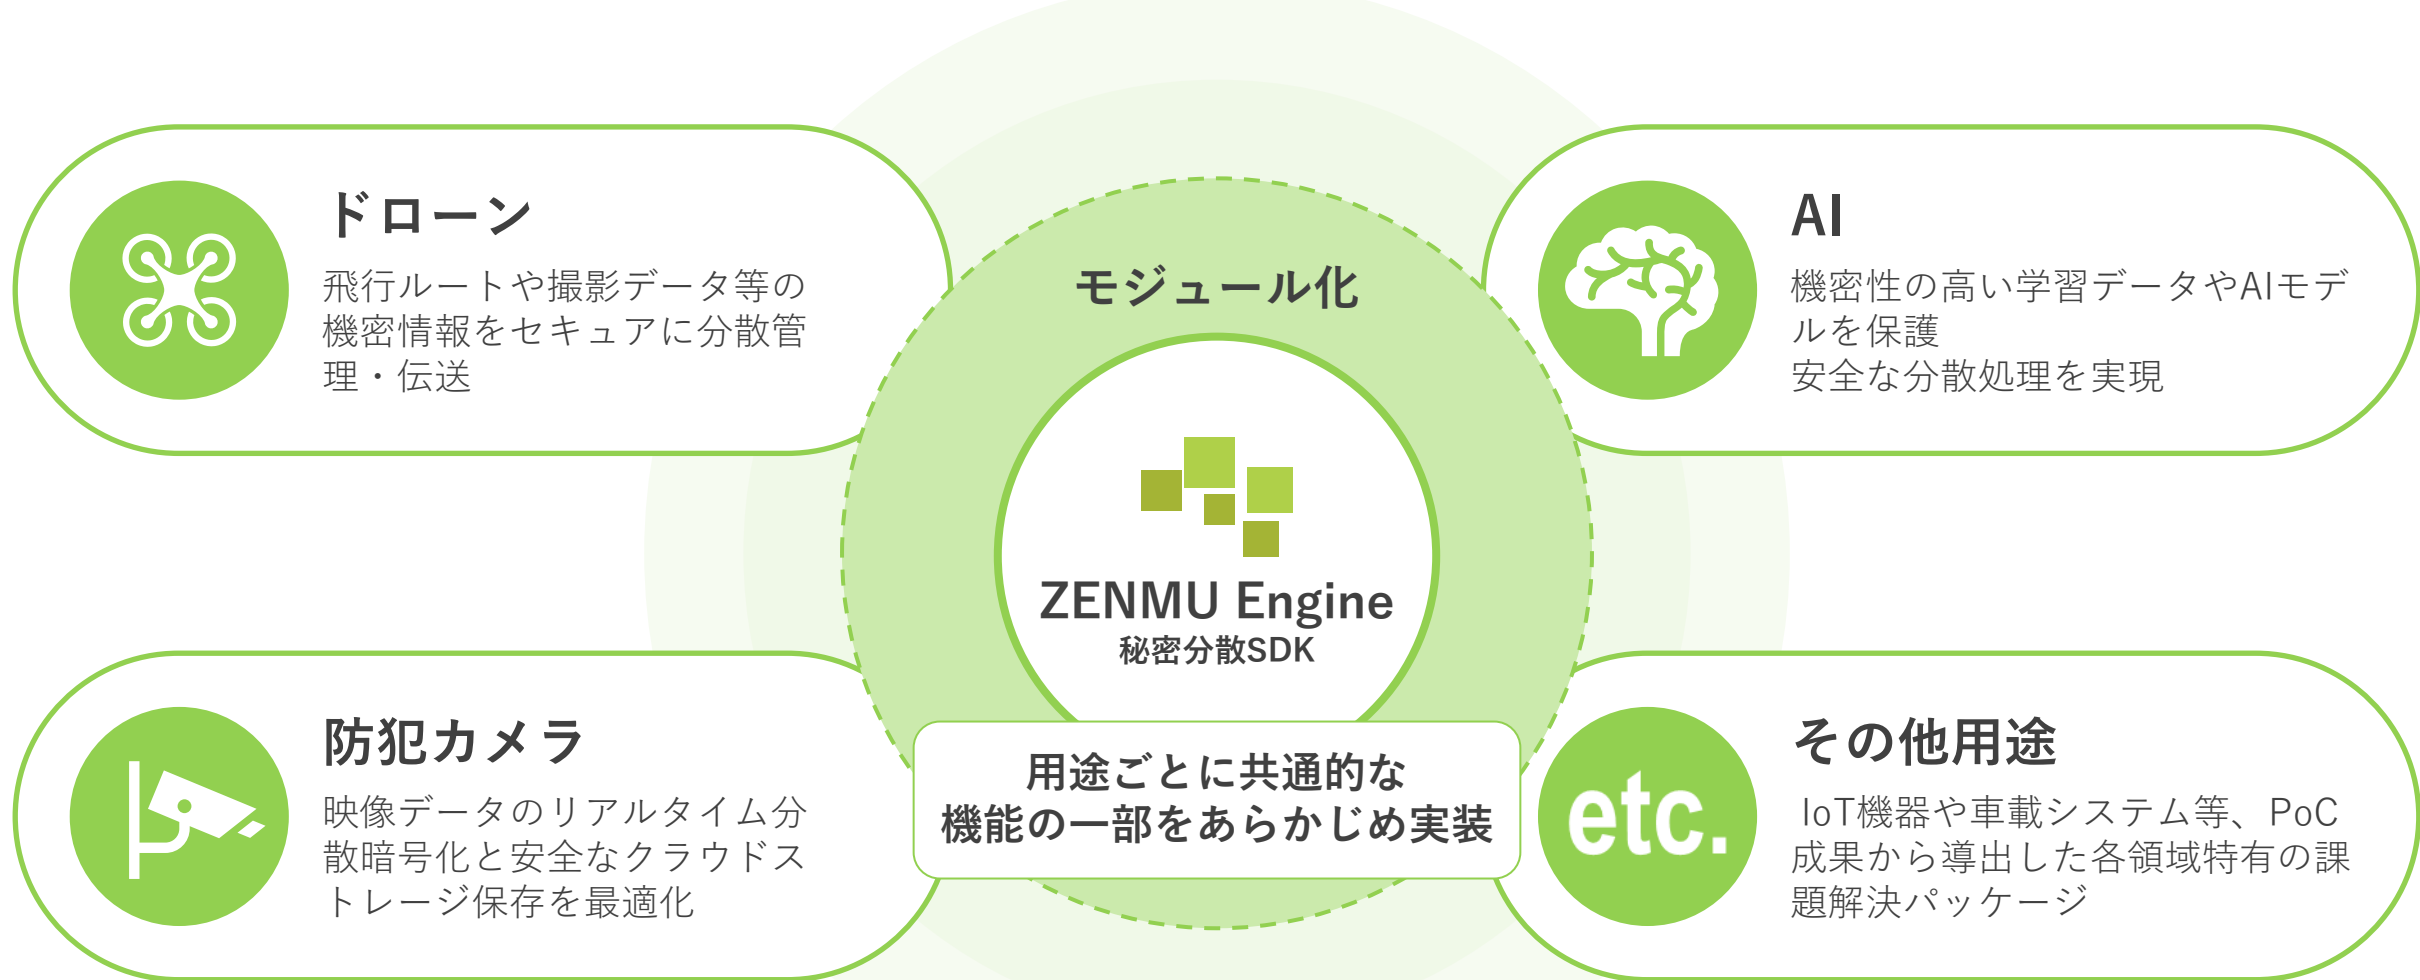 ドローン
飛行ルートや撮影データ等の
機密情報をセキュアに分散管
理・伝送
AI
機密性の高い学習データやAIモデ
ルを保護
安全な分散処理を実現
モジュール化
ZENMU Engine
秘密分散SDK
用途ごとに共通的な
機能の一部をあらかじめ実装
防犯カメラ
映像データのリアルタイム分
散暗号化と安全なクラウドス
トレージ保存を最適化
etc.
その他用途
IoT機器や車載システム等、PoC
成果から導出した各領域特有の課
題解決パッケージ